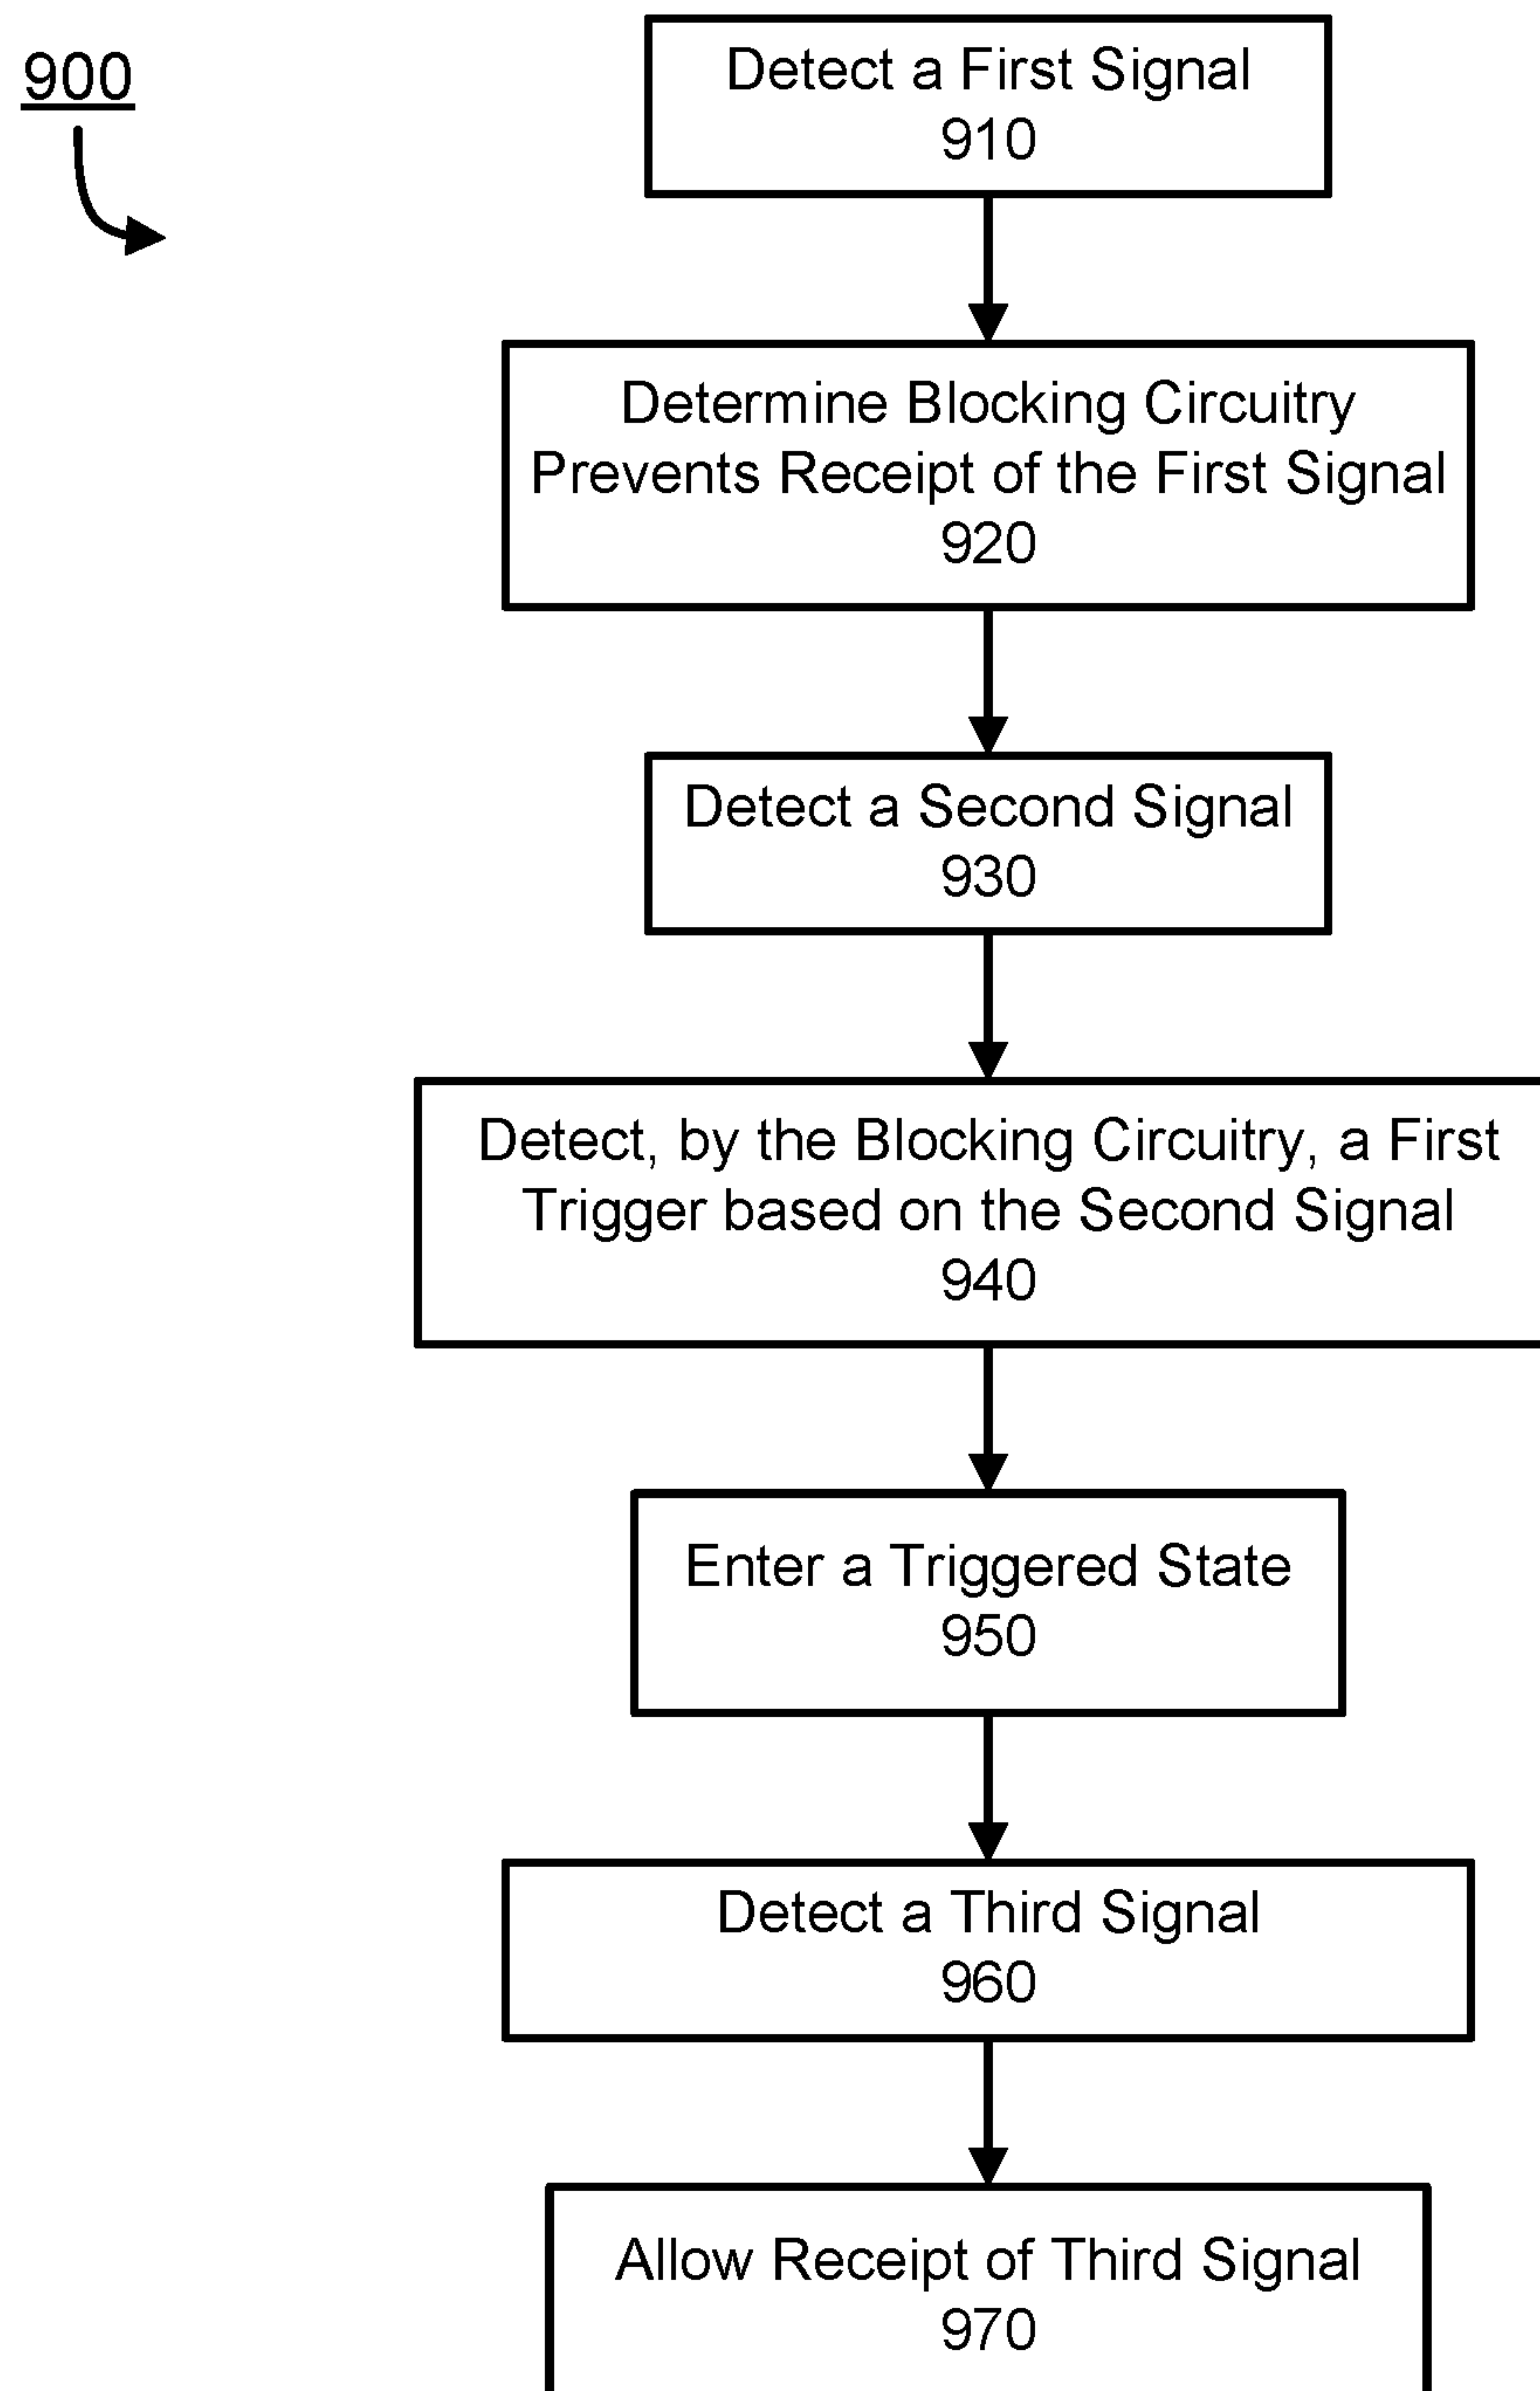 900
Detect a First Signal
910
Determine Blocking Circuitry
Prevents Receipt of the First Signal
920
Detect a Second Signal
930
Detect, by the Blocking Circuitry, a First
Trigger based on the Second Signal
940
Enter a Triggered State
950
Detect a Third Signal
960
Allow Receipt of Third Signal
970